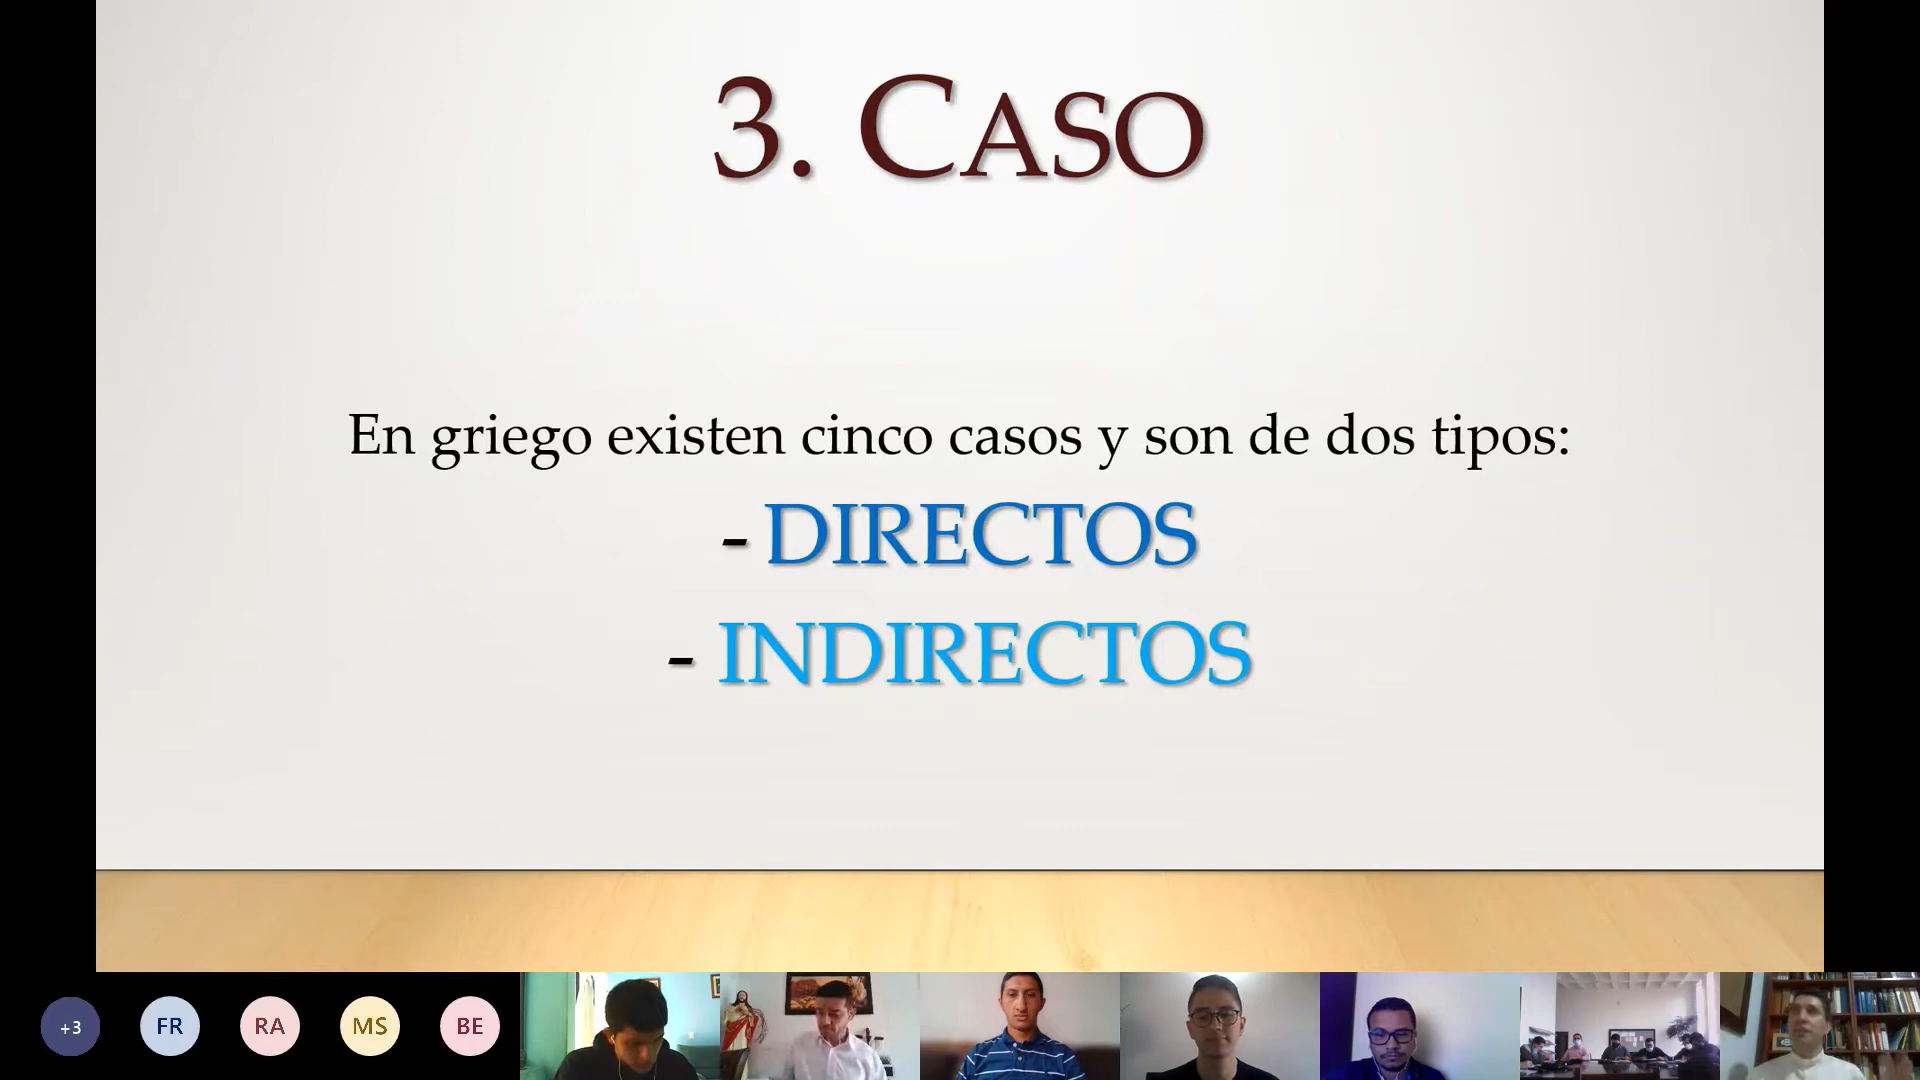 3. CASO
En griego existen cinco casos y son de dos tipos:
- DIRECTOS
- INDIRECTOS
+3 FR RA MS BE